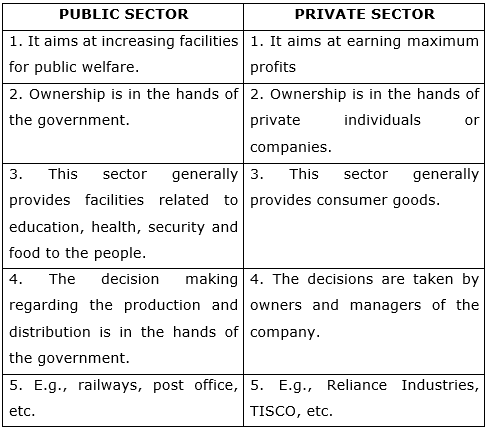 PUBLIC SECTOR
PRIVATE SECTOR
1. It aims at increasing facilities
for public welfare.
1. It aims at earning maximum
profits
2. Ownership is in the hands of
the government.
2. Ownership is in the hands of
private individuals or
companies.
3. This sector generally
provides facilities related to
education, health, security and
food to the people.
3. This sector generally
provides consumer goods.
4. The decision making
regarding the production and
distribution is in the hands of
the government.
4. The decisions are taken by
owners and managers of the
company.
5. E.g., railways, post office,
etc.
5. E.g., Reliance Industries,
TISCO, etc.